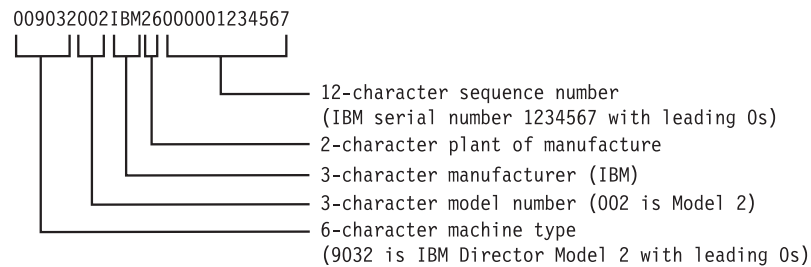 009032002IBM26000001234567
12-character sequence number
(IBM serial number 1234567 with leading 0s)
2-character plant of manufacture
3-character manufacturer (IBM)
3-character model number (002 is Model 2)
6-character machine type
(9032 is IBM Director Model 2 with leading 0s)